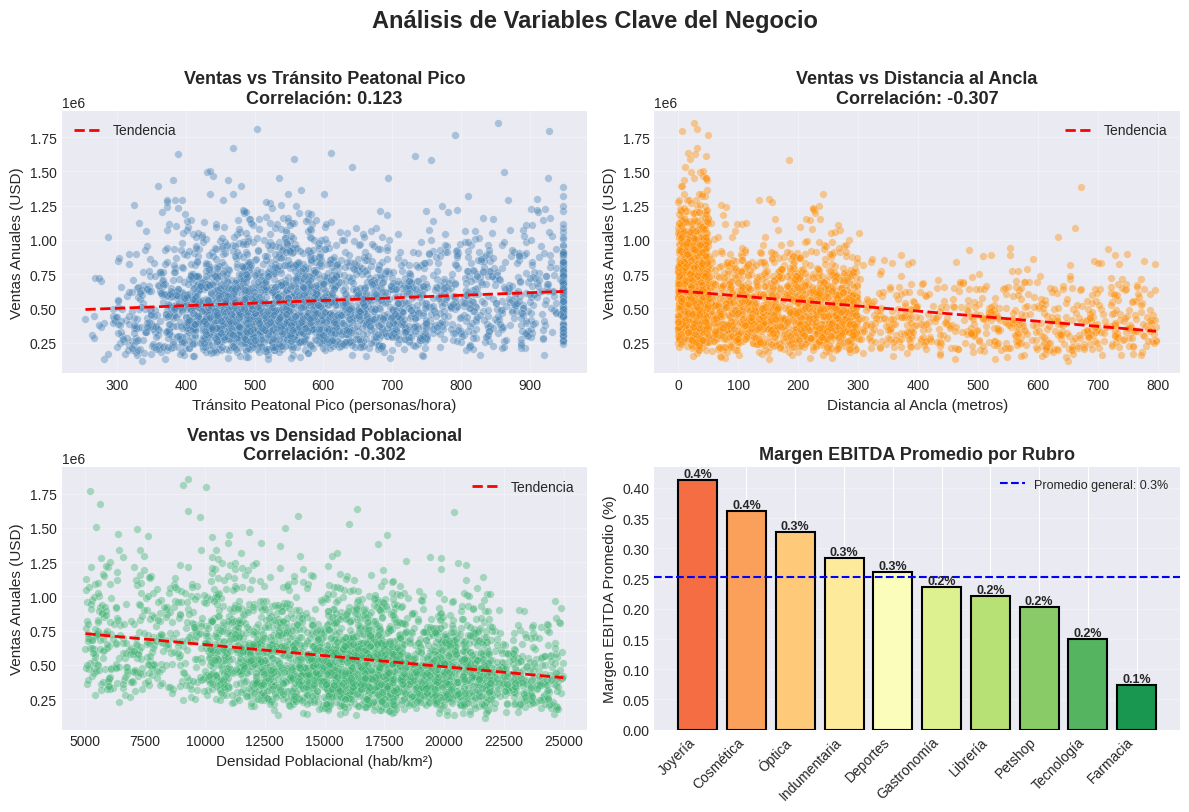 Análisis de Variables Clave del Negocio
Ventas vs Tránsito Peatonal Pico
Correlación: 0.123
1e6
Tendencia
1.75
1.50
1.25
1.00
0.75
0.50
0.25
Ventas Anuales (USD)
300 400 500 600 700 800 900
Tránsito Peatonal Pico (personas/hora)
Ventas vs Distancia al Ancla
Correlación: -0.307
1e6
Tendencia
1.75
1.50
1.25
1.00
0.75
0.50
0.25
Ventas Anuales (USD)
0 100 200 300 400 500 600 700 800
Distancia al Ancla (metros)
Ventas vs Densidad Poblacional
Correlación: -0.302
1e6
Tendencia
1.75
1.50
1.25
1.00
0.75
0.50
0.25
Ventas Anuales (USD)
5000 7500 10000 12500 15000 17500 20000 22500 25000
Densidad Poblacional (hab/km²)
Margen EBITDA Promedio por Rubro
Promedio general: 0.3%
0.4% 0.4% 0.3% 0.3% 0.3% 0.2% 0.2% 0.2% 0.2% 0.1%
0.40
0.35
0.30
0.25
0.20
0.15
0.10
0.05
0.00
Margen EBITDA Promedio (%)
Joyería Cosmética Óptica Indumentaria Deportes Gastronomía Librería Petshop Tecnología Farmacia